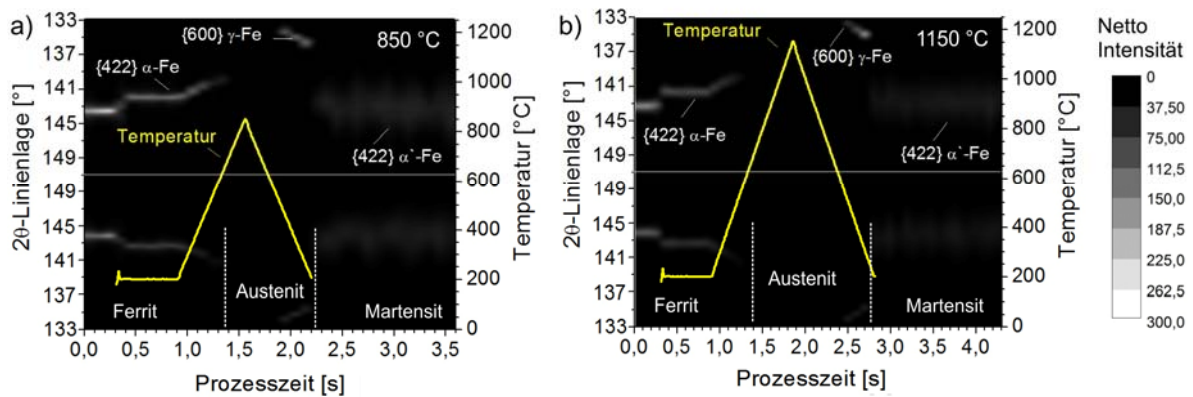 a)
850 °C
{600} γ-Fe
{422} α-Fe
Temperatur
{422} α`-Fe
Ferrit
Austenit
Martensit
2θ-Linienlage [°]
133
137
141
145
149
149
145
141
137
133
Temperatur [°C]
1200
1000
800
600
400
200
0
0,0 0,5 1,0 1,5 2,0 2,5 3,0 3,5
Prozesszeit [s]
b)
1150 °C
Temperatur
{600} γ-Fe
{422} α-Fe
{422} α`-Fe
Ferrit
Austenit
Martensit
2θ-Linienlage [°]
133
137
141
145
149
149
145
141
137
133
Temperatur [°C]
1200
1000
800
600
400
200
0
0,0 0,5 1,0 1,5 2,0 2,5 3,0 3,5 4,0
Prozesszeit [s]
Netto
Intensität
0
37,50
75,00
112,5
150,0
187,5
225,0
262,5
300,0